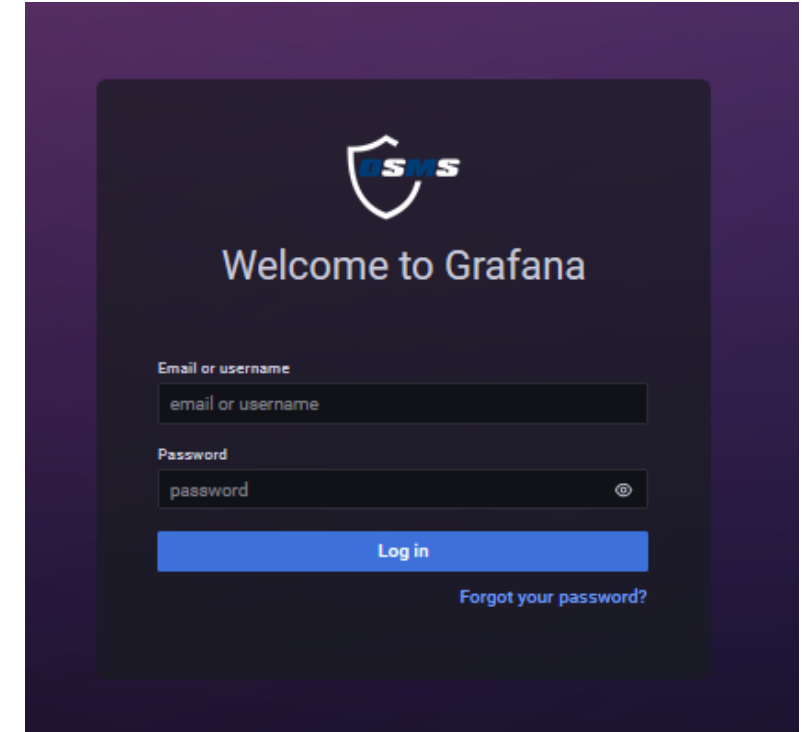 DSMS
Welcome to Grafana
Email or username
email or username
Password
password
Log in
Forgot your password?